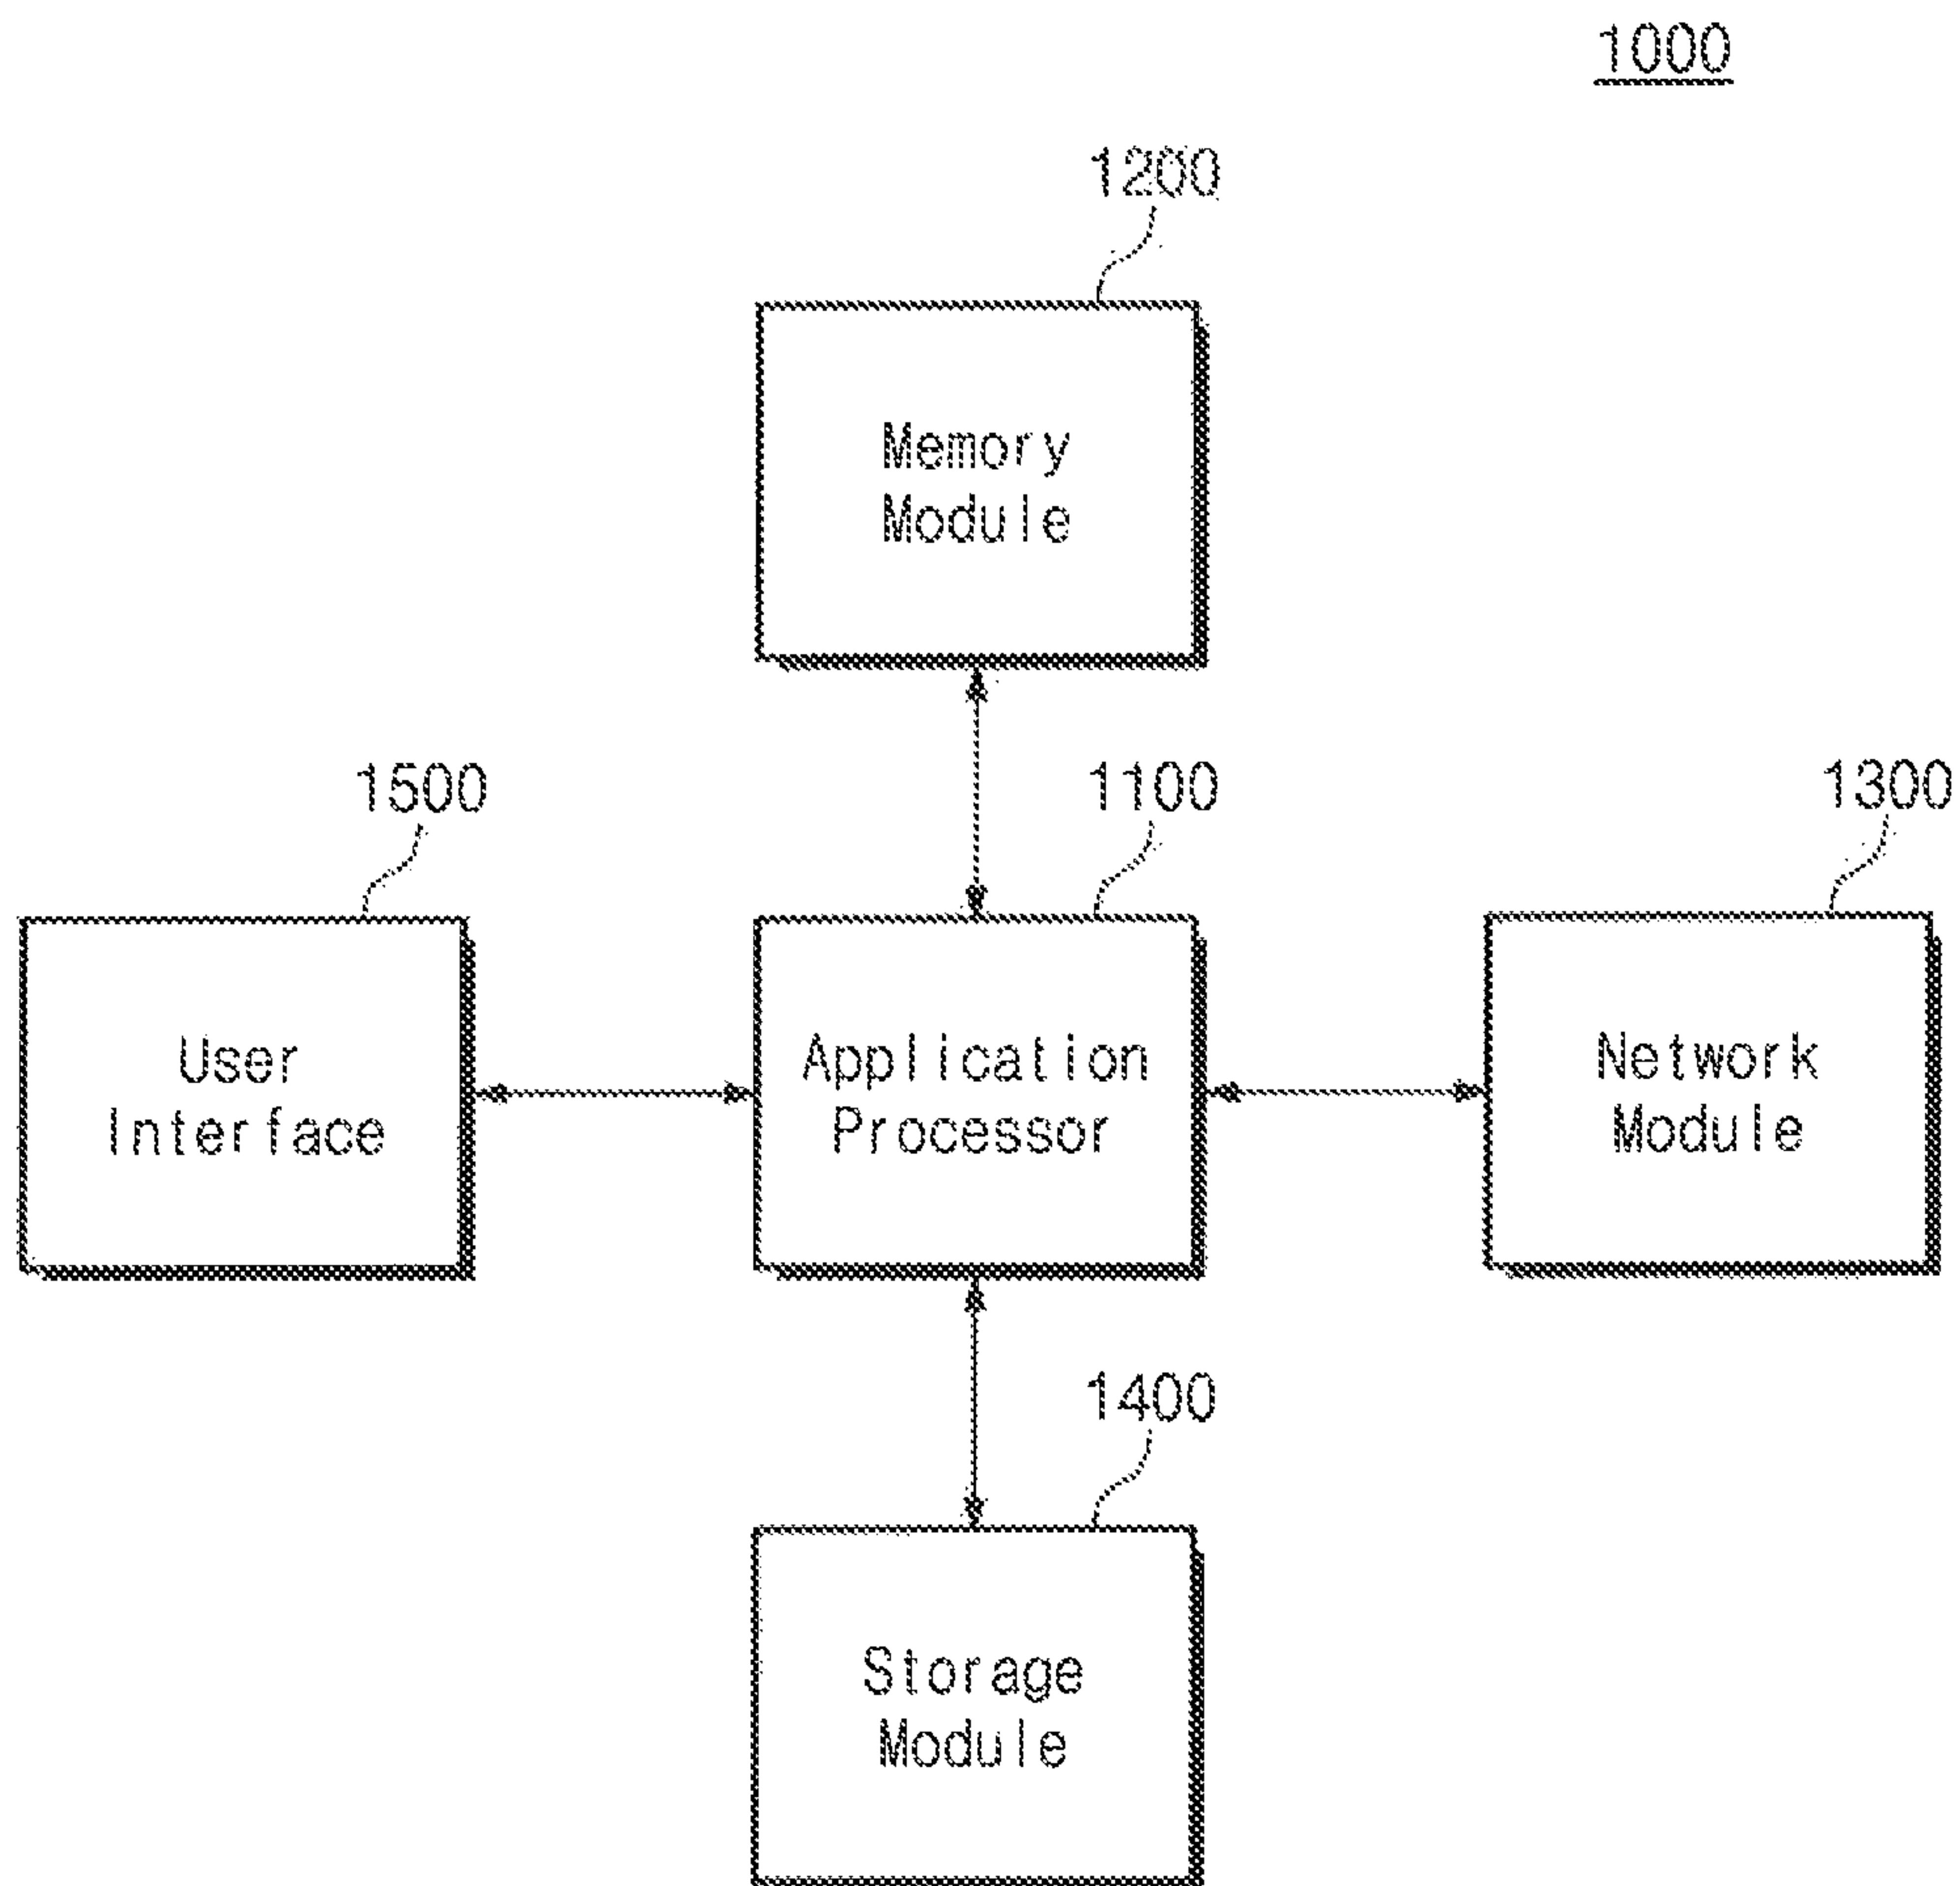 1000
1200
Memory
Module
1500
1100
1300
User
Interface
Application
Processor
Network
Module
1400
Storage
Module